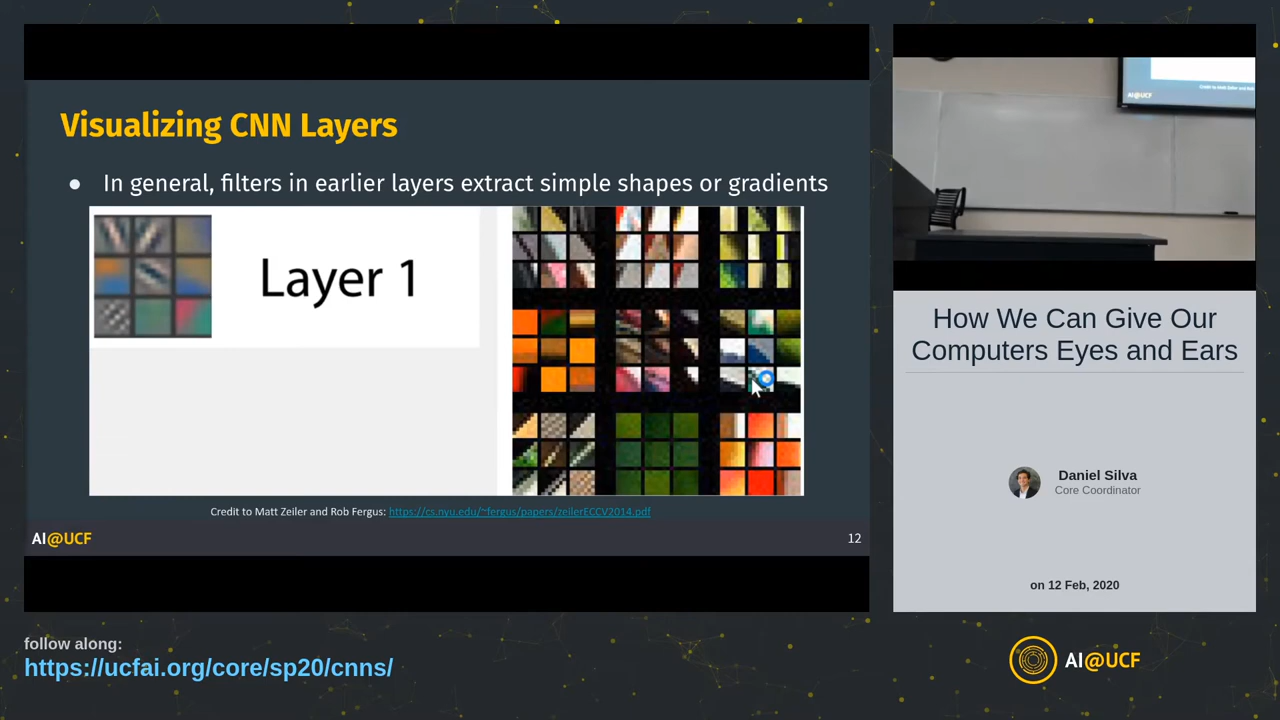 Visualizing CNN Layers
● In general, filters in earlier layers extract simple shapes or gradients
Layer 1
Credit to Matt Zeiler and Rob Fergus: https://cs.nyu.edu/~fergus/papers/zeilerECCV2014.pdf
AI@UCF
12
AI@UCF
How We Can Give Our
Computers Eyes and Ears
Daniel Silva
Core Coordinator
on 12 Feb, 2020
follow along:
https://ucfai.org/core/sp20/cnns/
AI@UCF